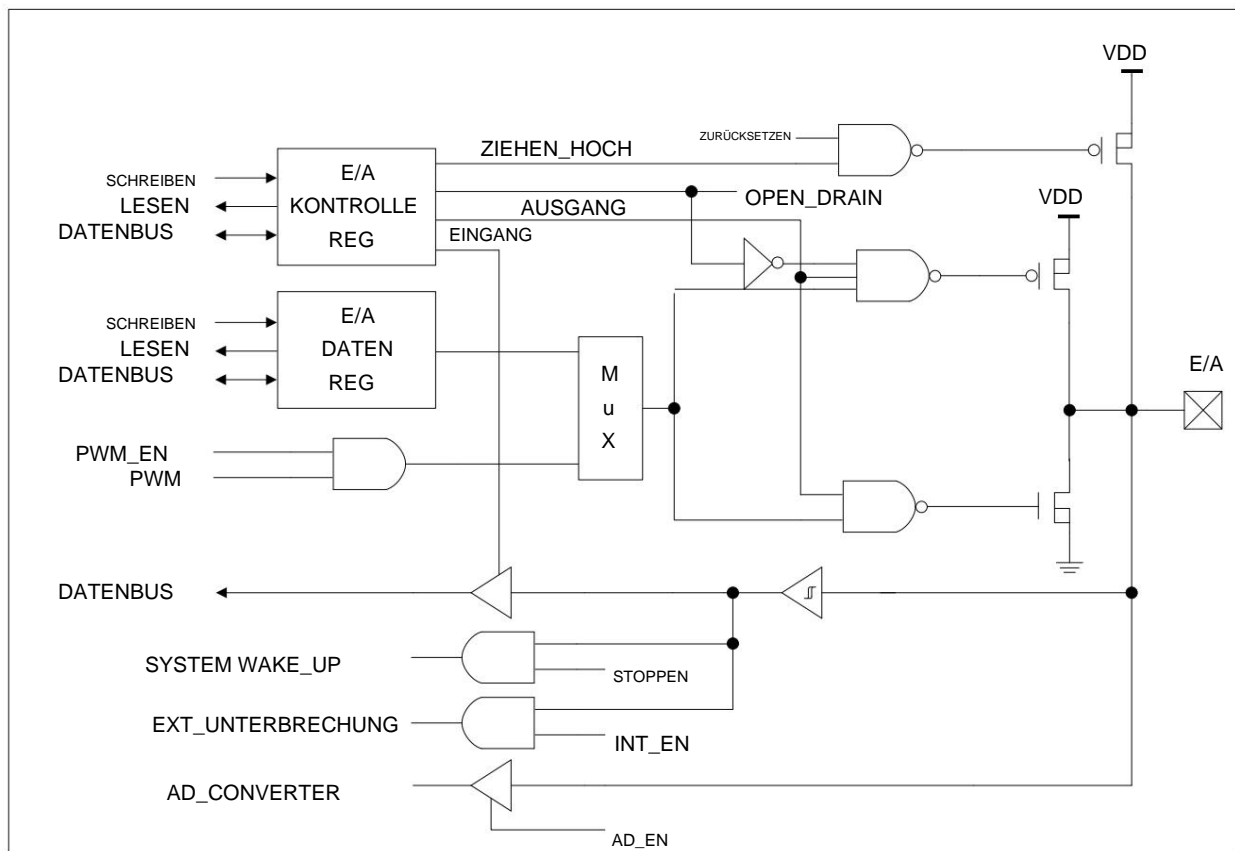 VDD
ZURÜCKSETZEN
ZIEHEN_HOCH
E/A
KONTROLLE
REG
SCHREIBEN
LESEN
DATENBUS
OPEN_DRAIN
VDD
AUSGANG
EINGANG
E/A
DATEN
REG
SCHREIBEN
LESEN
DATENBUS
M
u
X
E/A
PWM_EN
PWM
DATENBUS
SYSTEM WAKE_UP
STOPPEN
EXT_UNTERBRECHUNG
INT_EN
AD_CONVERTER
AD_EN